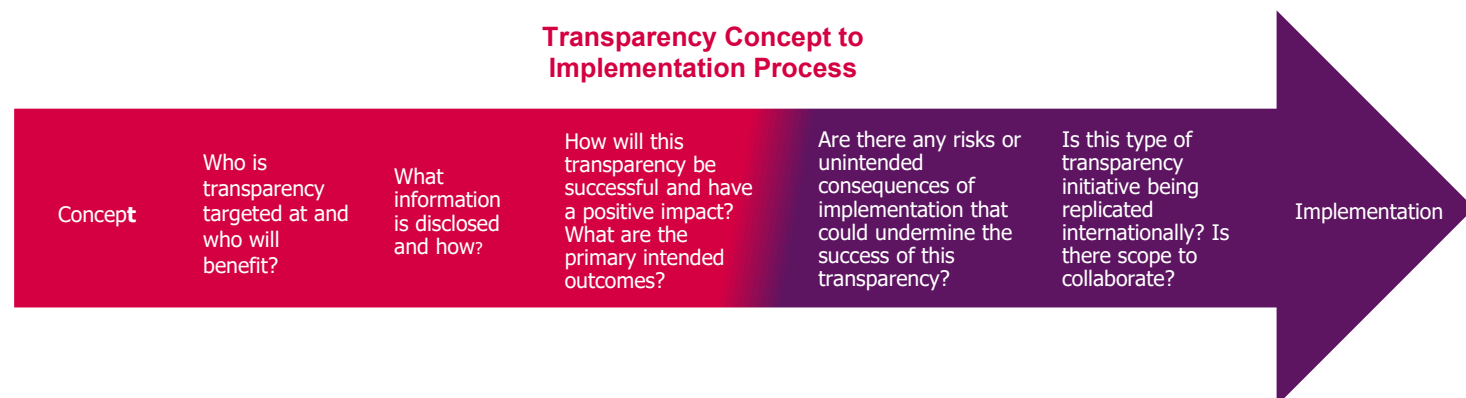 Transparency Concept to
Implementation Process
Concept
Who is
transparency
targeted at and
who will
benefit?
What
information
is disclosed
and how?
How will this
transparency be
successful and have
a positive impact?
What are the
primary intended
outcomes?
Are there any risks or
unintended
consequences of
implementation that
could undermine the
success of this
transparency?
Is this type of
transparency
initiative being
replicated
internationally? Is
there scope to
collaborate?
Implementation